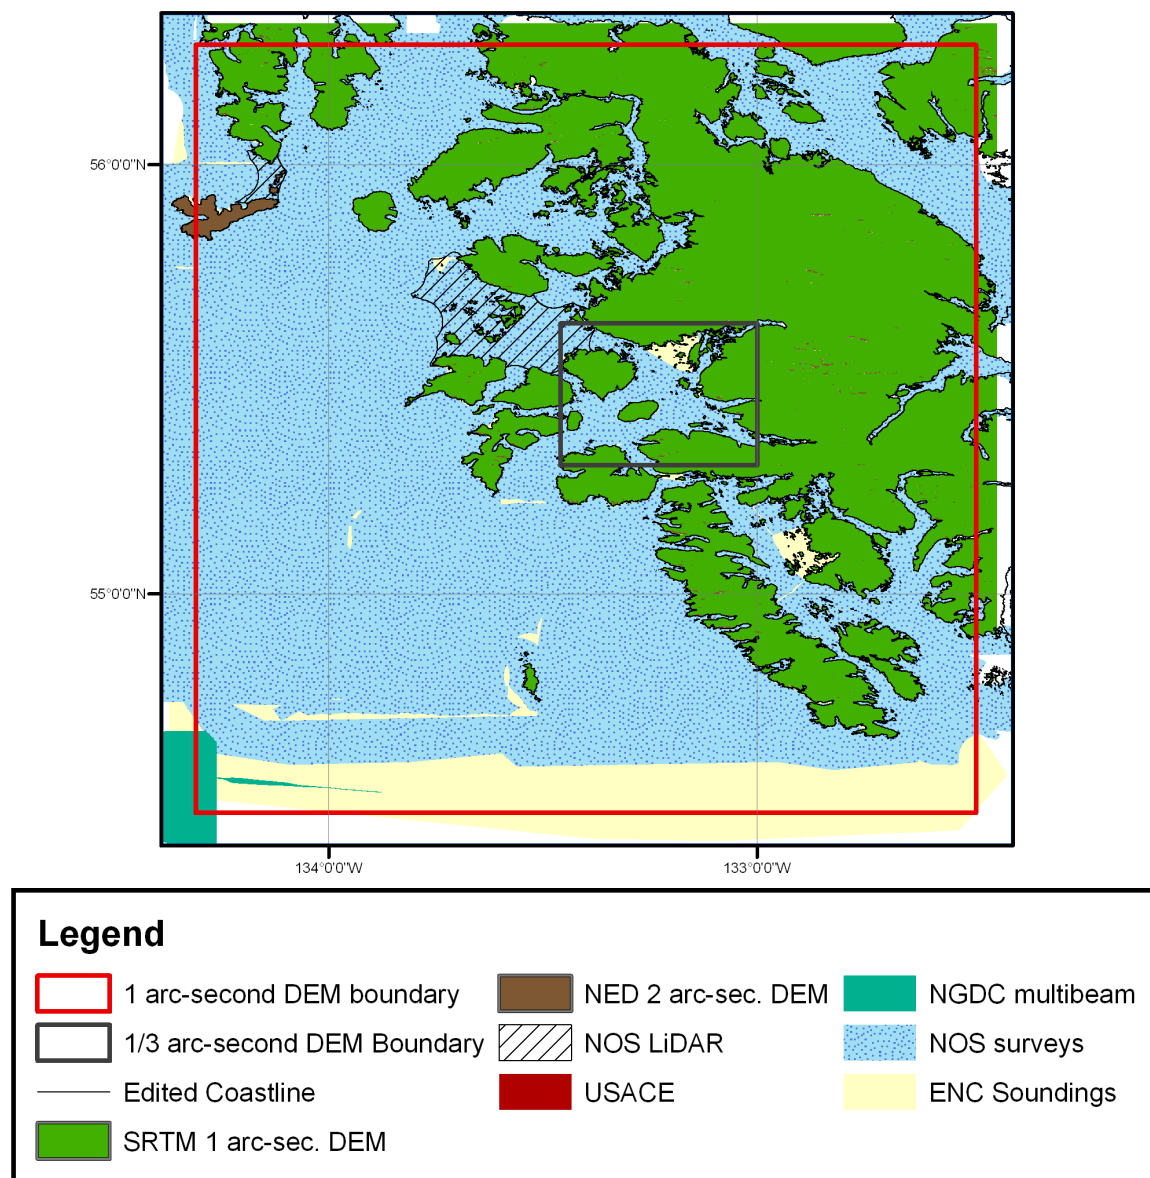 56°0'0"N
55°0'0"N
134°0'0"W
133°0'0"W
Legend
1 arc-second DEM boundary
NED 2 arc-sec. DEM
NGDC multibeam
1/3 arc-second DEM Boundary
NOS LiDAR
NOS surveys
Edited Coastline
USACE
ENC Soundings
SRTM 1 arc-sec. DEM